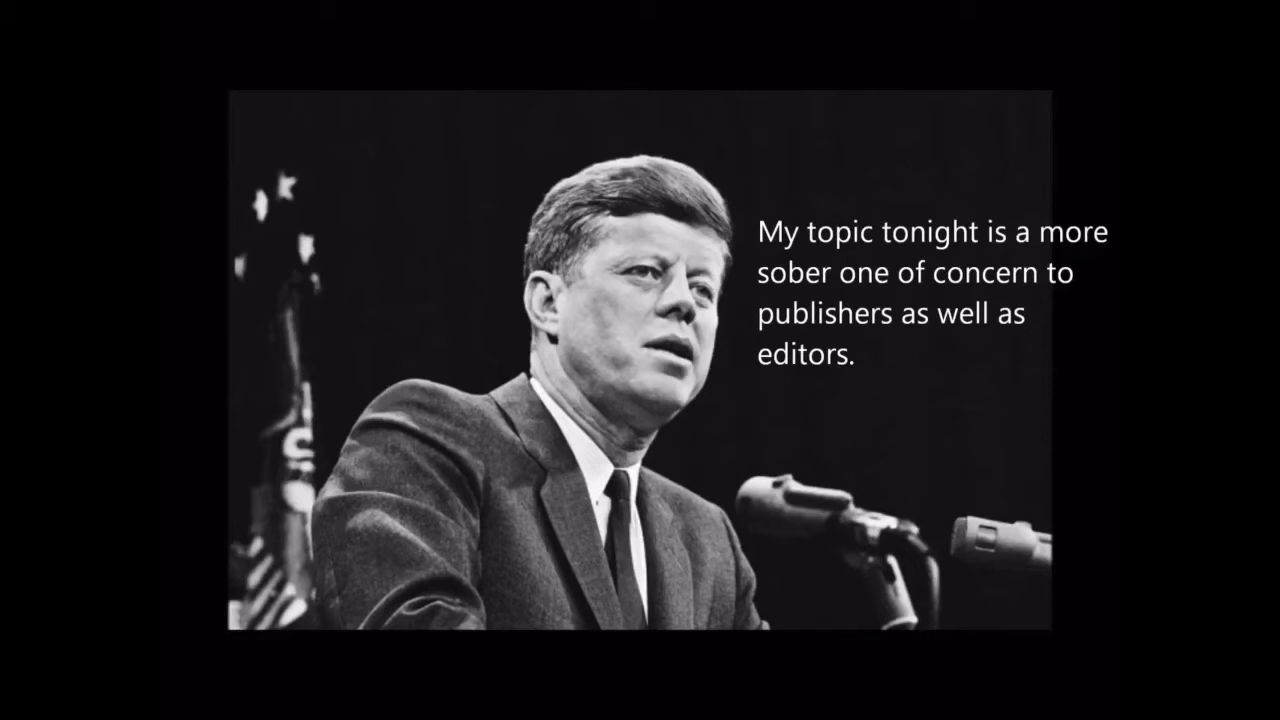 My topic tonight is a more
sober one of concern to
publishers as well as
editors.